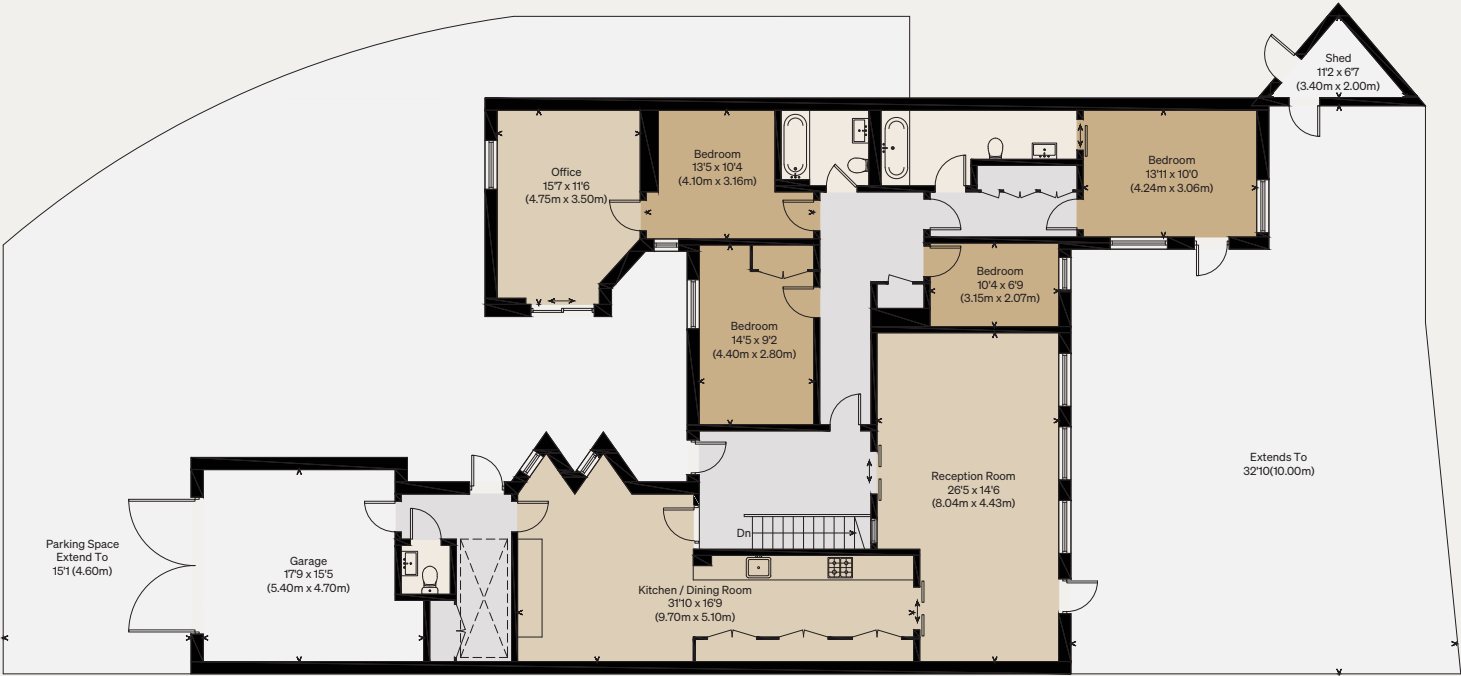 Shed
11'2 x 6'7
(3.40m x 2.00m)
Office
15'7 x 11'6
(4.75m x 3.50m)
Bedroom
13'5 x 10'4
(4.10m x 3.16m)
Bedroom
13'11 x 10'0
(4.24m x 3.06m)
Bedroom
10'4 x 6'9
(3.15m x 2.07m)
Bedroom
14'5 x 9'2
(4.40m x 2.80m)
Reception Room
26'5 x 14'6
(8.04m x 4.43m)
Extends To
32'10(10.00m)
Dn
Parking Space
Extend To
15'1 (4.60m)
Garage
17'9 x 15'5
(5.40m x 4.70m)
Kitchen / Dining Room
31'10 x 16'9
(9.70m x 5.10m)